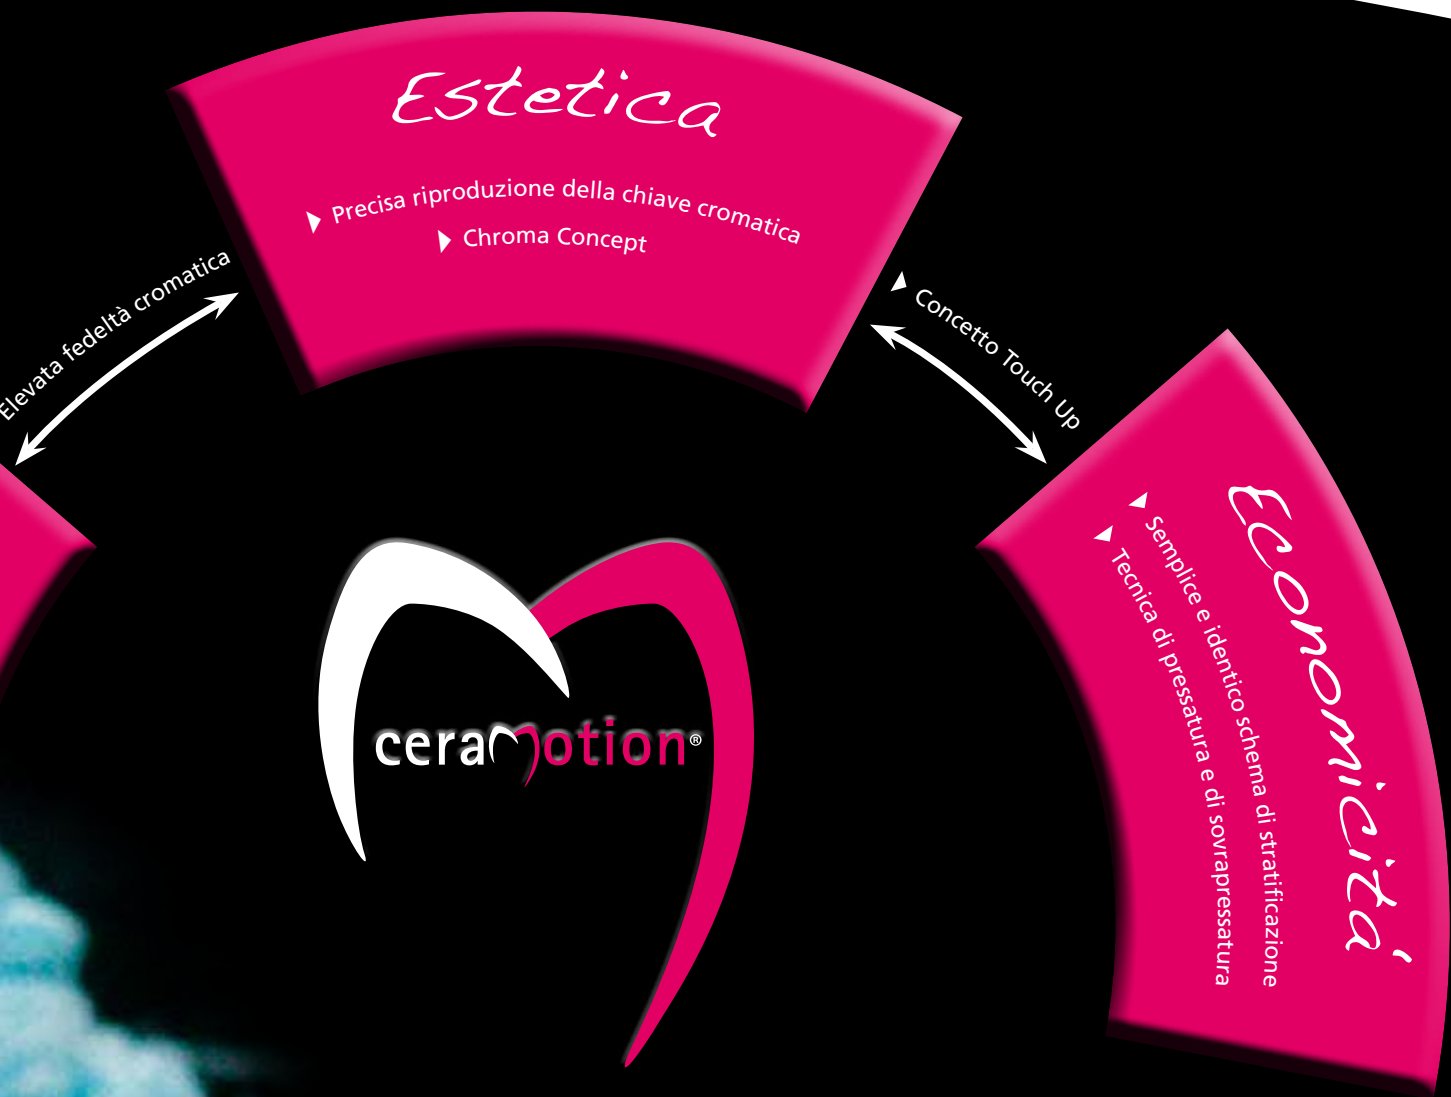 Estetica
Precisa riproduzione della chiave cromatica
Chroma Concept
Elevata fedeltà cromatica
Concetto Touch Up
Economicitá
Semplice e identico schema di stratificazione
Tecnica di pressatura e di sovrapressatura
ceramotion®